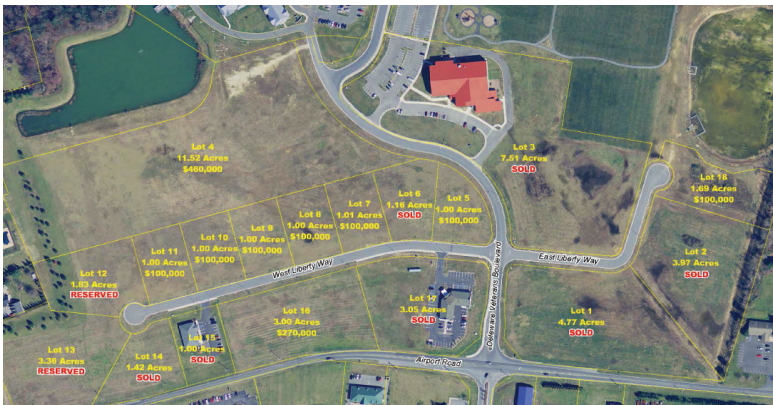 Lot 4
11.52 Acres
$460,000
Lot 3
7.51 Acres
SOLD
Lot 18
1.69 Acres
$100,000
Lot 6
1.16 Acres
SOLD
Lot 5
1.00 Acres
$100,000
Lot 7
1.01 Acres
$100,000
Lot 8
1.00 Acres
$100,000
Lot 9
1.00 Acres
$100,000
Lot 10
1.00 Acres
$100,000
Lot 11
1.00 Acres
$100,000
Lot 12
1.83 Acres
RESERVED
West Liberty Way
East Liberty Way
Delaware Veterans Boulevard
Lot 2
3.97 Acres
SOLD
Lot 17
3.05 Acres
SOLD
Lot 16
3.00 Acres
$270,000
Lot 1
4.77 Acres
SOLD
Lot 15
1.00 Acres
SOLD
Lot 13
3.36 Acres
RESERVED
Lot 14
1.42 Acres
SOLD
Airport Road